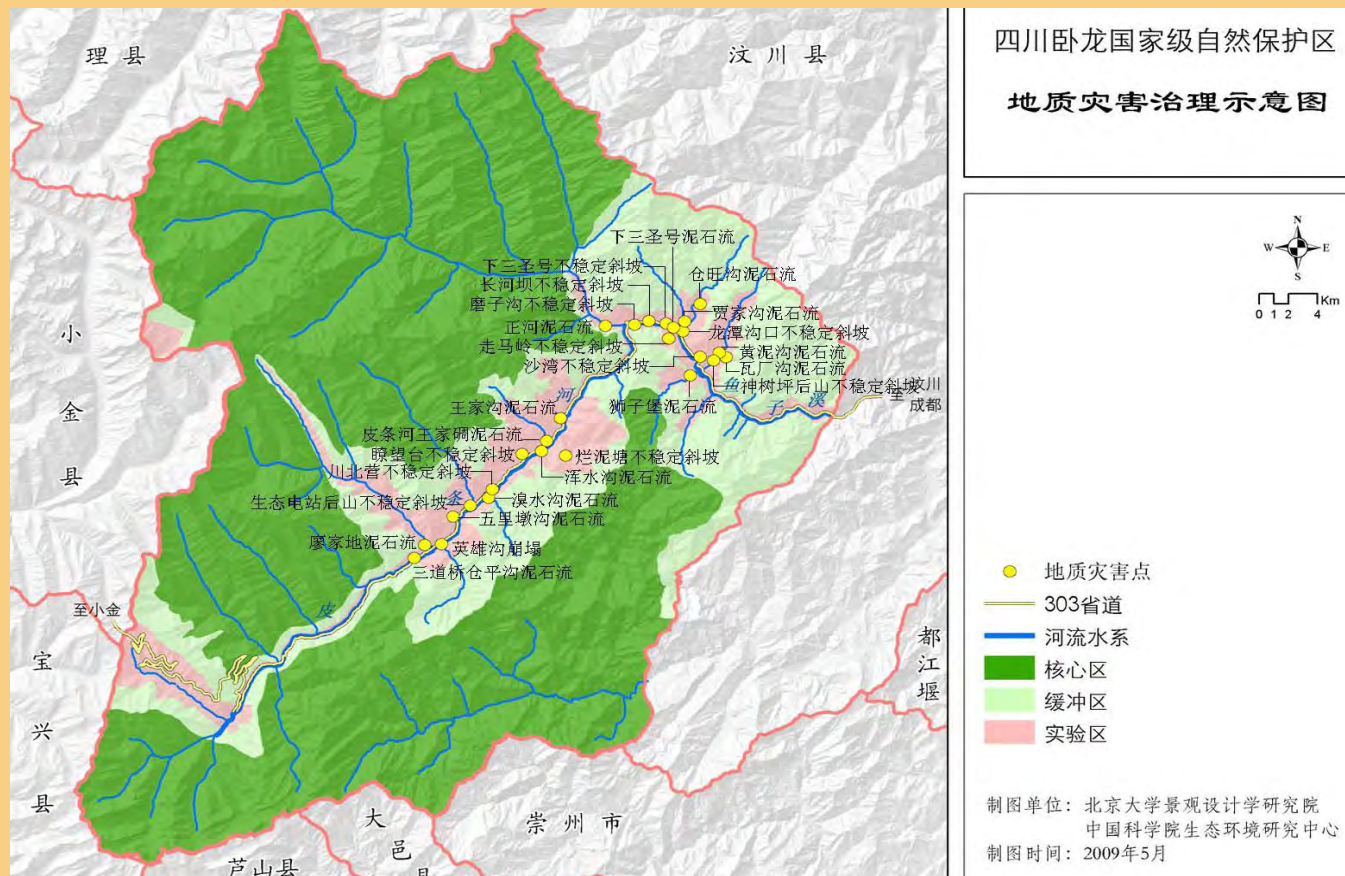 四川卧龙国家级自然保护区
地质灾害治理示意图
理县
汶川县
小金县
宝兴县
芦山县
大邑县
崇州市
都江堰
下三圣号泥石流
下三圣号不稳定斜坡
仓旺沟泥石流
长河坝不稳定斜坡
磨子沟不稳定斜坡
贾家沟泥石流
正河泥石流
龙潭沟口不稳定斜坡
走马岭不稳定斜坡
黄泥沟泥石流
沙湾不稳定斜坡
瓦厂沟泥石流
神树坪后山不稳定斜坡
至汶川
成都
鱼子溪
狮子堡泥石流
河
王家沟泥石流
皮条河王家碉泥石流
瞭望台不稳定斜坡
烂泥塘不稳定斜坡
川北营不稳定斜坡
浑水沟泥石流
生态电站后山不稳定斜坡
条
溴水沟泥石流
五里墩沟泥石流
廖家地泥石流
英雄沟崩塌
三道桥仓平沟泥石流
皮
至小金
N
W
E
S
0 1 2 4 Km
地质灾害点
303省道
河流水系
核心区
缓冲区
实验区
制图单位：北京大学景观设计学研究院
中国科学院生态环境研究中心
制图时间：2009年5月